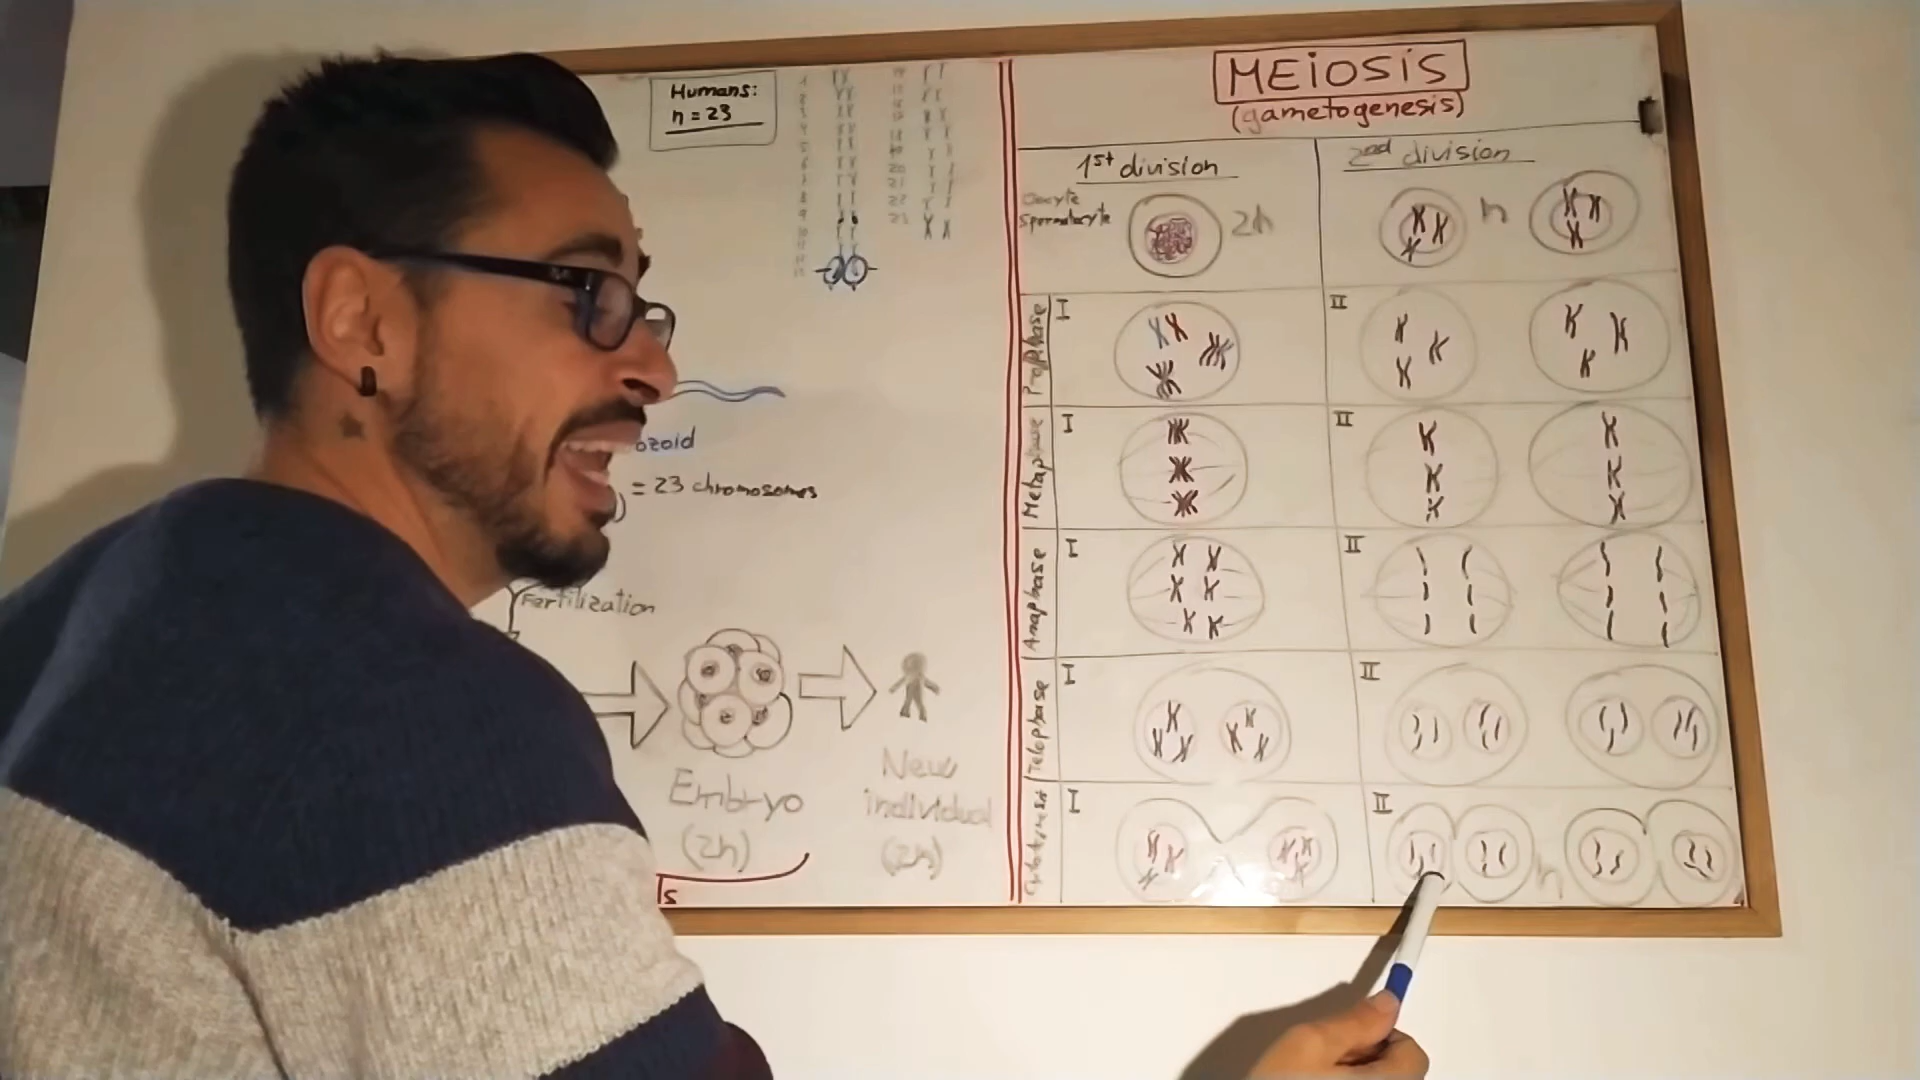 Humans:
n = 23
ozoid
= 23 chromosomes
Fertilization
Embryo
(2n)
New
individual
(2n)
MEIOSIS
(gametogenesis)
1st division
2nd division
Oocyte
Spermatocyte
2n
n
Prophase
I
II
Metaphase
I
II
Anaphase
I
II
Telophase
I
II
I
II
n